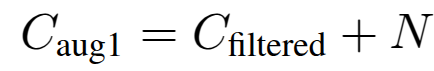 C_aug1 = C_filtered + N